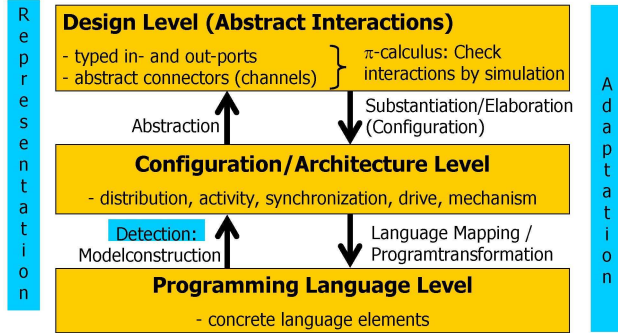 Representation
Design Level (Abstract Interactions)
- typed in- and out-ports
- abstract connectors (channels)
π-calculus: Check
interactions by simulation
Abstraction
Substantiation/Elaboration
(Configuration)
Configuration/Architecture Level
- distribution, activity, synchronization, drive, mechanism
Detection:
Modelconstruction
Language Mapping /
Programtransformation
Programming Language Level
- concrete language elements
Adaptation